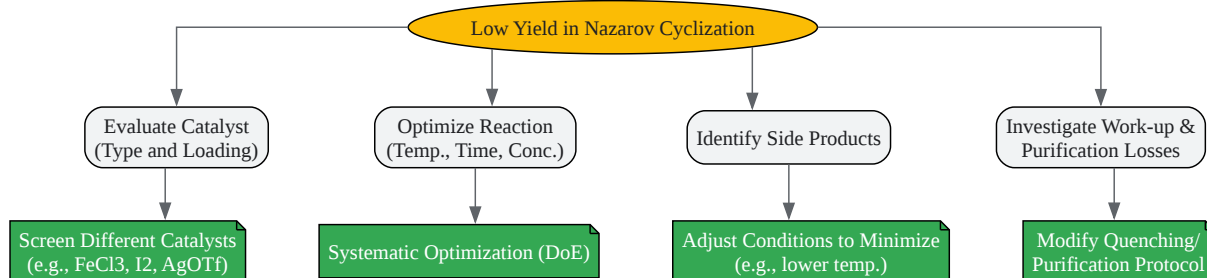 Low Yield in Nazarov Cyclization
Evaluate Catalyst
(Type and Loading)
Optimize Reaction
(Temp., Time, Conc.)
Identify Side Products
Investigate Work-up &
Purification Losses
Screen Different Catalysts
(e.g., FeCl3, I2, AgOTf)
Systematic Optimization (DoE)
Adjust Conditions to Minimize
(e.g., lower temp.)
Modify Quenching/
Purification Protocol